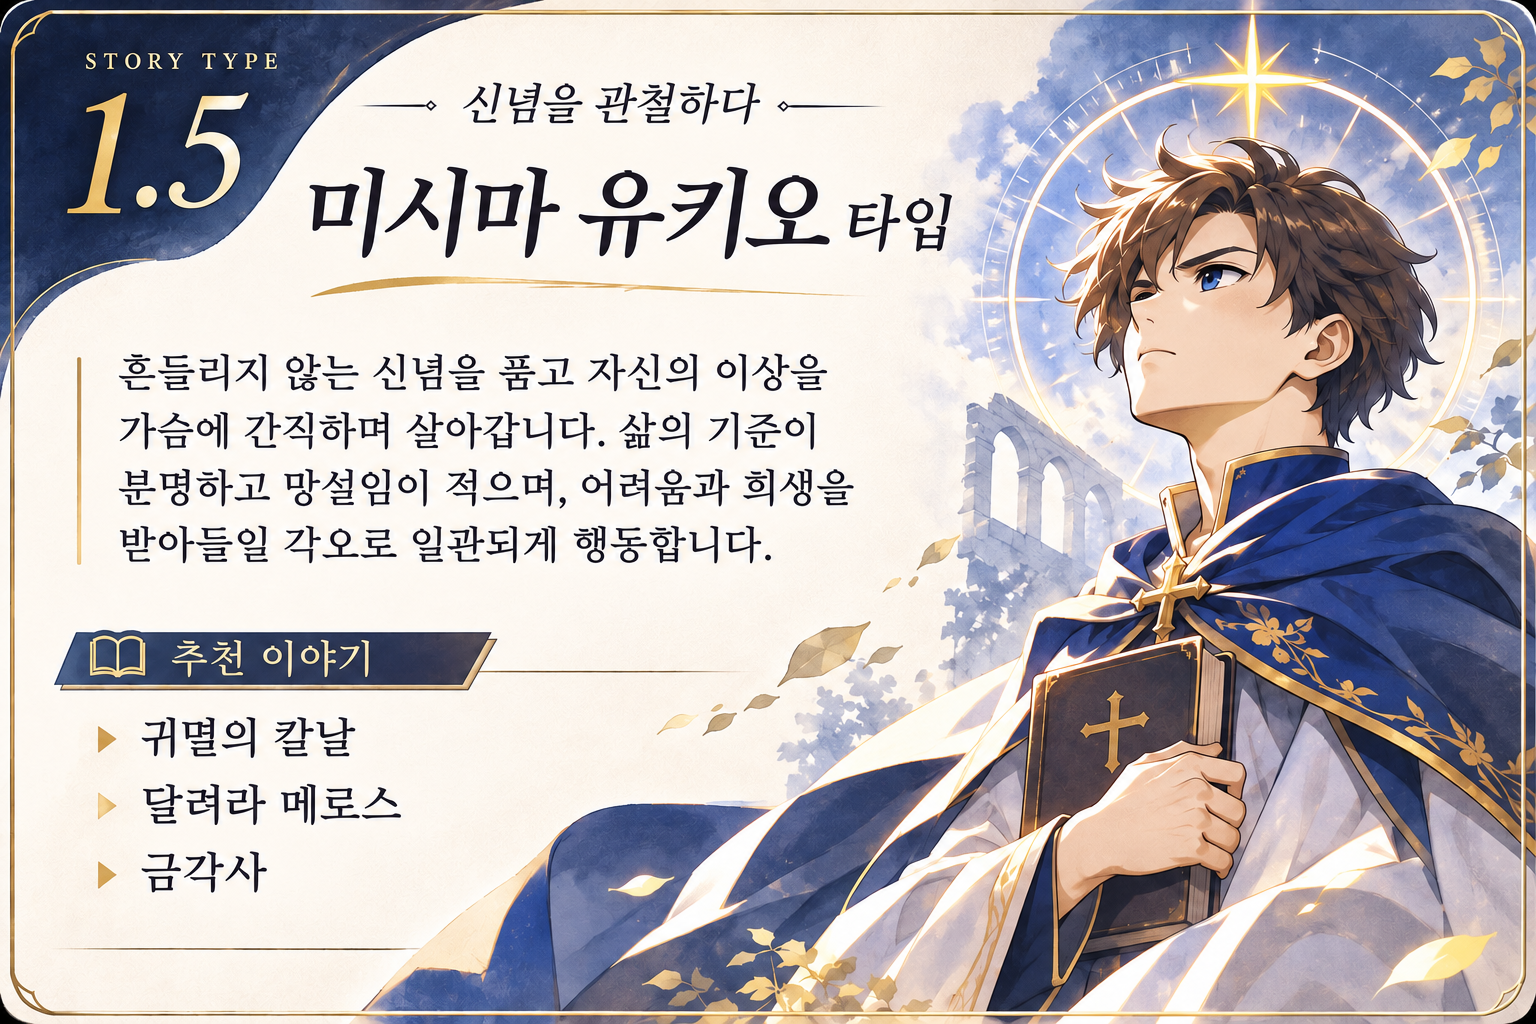 STORY TYPE
1.5
신념을 관철하다
미시마 유키오 타입
흔들리지 않는 신념을 품고 자신의 이상을
가슴에 간직하며 살아갑니다. 삶의 기준이
분명하고 망설임이 적으며, 어려움과 희생을
받아들일 각오로 일관되게 행동합니다.
추천 이야기
귀멸의 칼날
달려라 메로스
금각사